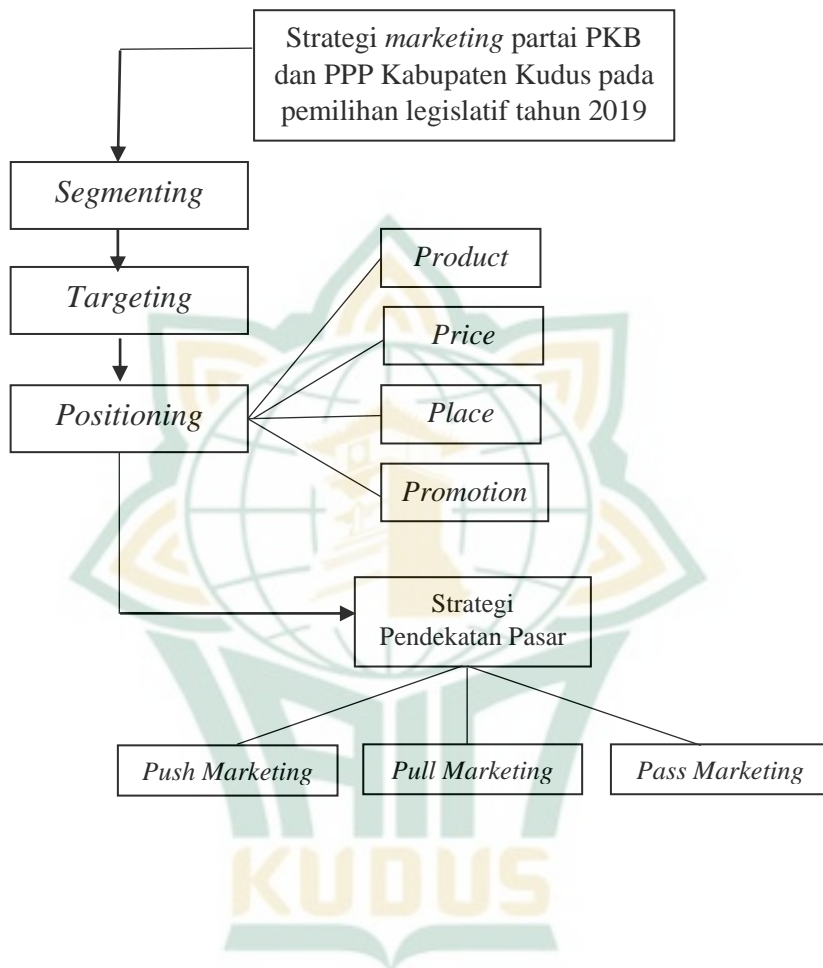 Strategi marketing partai PKB
dan PPP Kabupaten Kudus pada
pemilihan legislatif tahun 2019
Segmenting
Targeting
Positioning
Product
Price
Place
Promotion
Strategi
Pendekatan Pasar
Push Marketing
Pull Marketing
Pass Marketing
KUDUS